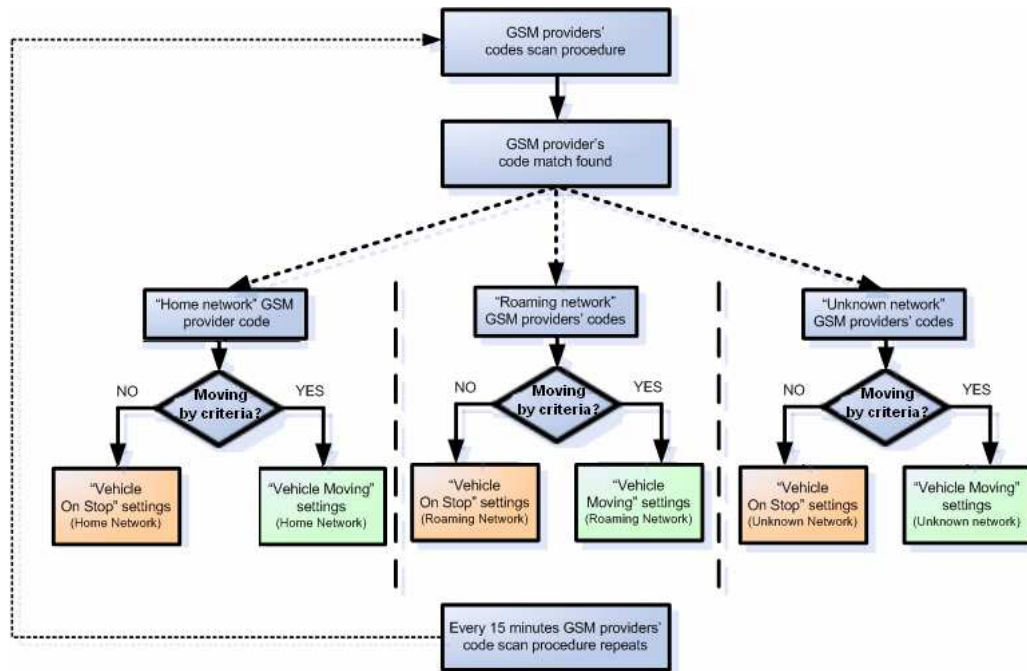 GSM providers'
codes scan procedure
GSM provider's
code match found
"Home network" GSM
provider code
"Roaming network"
GSM providers' codes
"Unknown network"
GSM providers' codes
NO
Moving
by criteria?
YES
NO
Moving
by criteria?
YES
NO
Moving
by criteria?
YES
"Vehicle
On Stop" settings
(Home Network)
"Vehicle Moving"
settings
(Home Network)
"Vehicle
On Stop" settings
(Roaming Network)
"Vehicle
Moving" settings
(Roaming Network)
"Vehicle
On Stop" settings
(Unknown Network)
"Vehicle Moving"
settings
(Unknown network)
Every 15 minutes GSM providers'
code scan procedure repeats